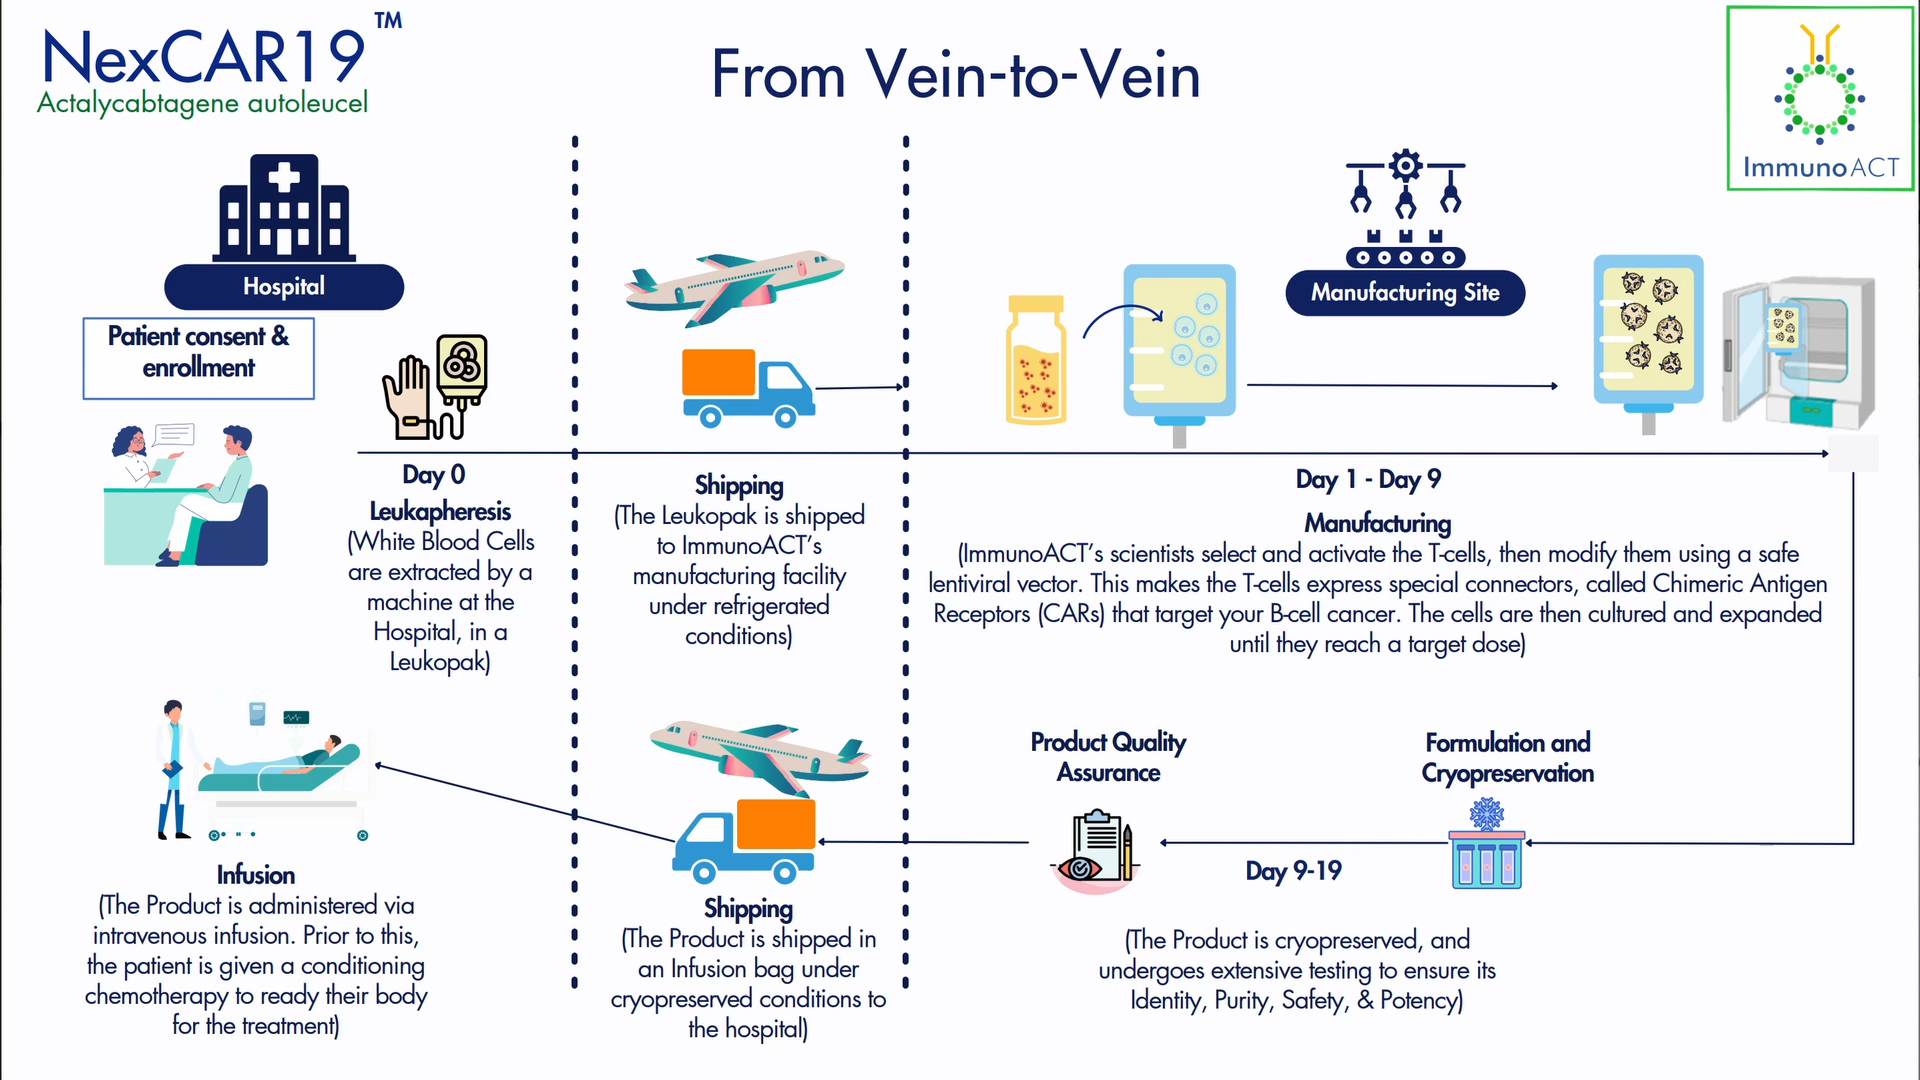 NexCAR19™
Actalycabtagene autoleucel
From Vein-to-Vein
ImmunoACT
Hospital
Patient consent &
enrollment
Manufacturing Site
Day 0
Leukapheresis
(White Blood Cells
are extracted by a
machine at the
Hospital, in a
Leukopak)
Shipping
(The Leukopak is shipped
to ImmunoACT’s
manufacturing facility
under refrigerated
conditions)
Day 1 - Day 9
Manufacturing
(ImmunoACT’s scientists select and activate the T-cells, then modify them using a safe
lentiviral vector. This makes the T-cells express special connectors, called Chimeric Antigen
Receptors (CARs) that target your B-cell cancer. The cells are then cultured and expanded
until they reach a target dose)
Formulation and
Cryopreservation
Day 9-19
Product Quality
Assurance
(The Product is cryopreserved, and
undergoes extensive testing to ensure its
Identity, Purity, Safety, & Potency)
Shipping
(The Product is shipped in
an Infusion bag under
cryopreserved conditions to
the hospital)
Infusion
(The Product is administered via
intravenous infusion. Prior to this,
the patient is given a conditioning
chemotherapy to ready their body
for the treatment)